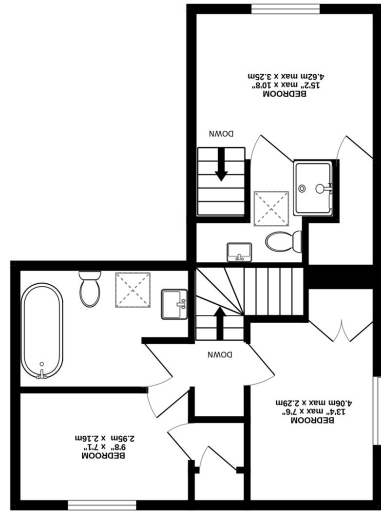 BEDROOM
15'2" max x 10'8"
4.62m max x 3.25m
DOWN
DOWN
BEDROOM
13'4" max x 7'6"
4.06m max x 2.29m
BEDROOM
9'8" x 7'1"
2.95m x 2.16m